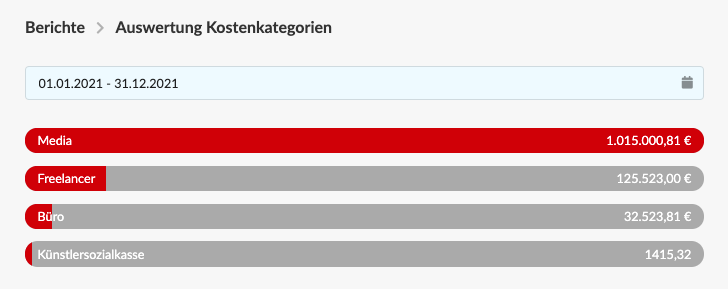 Berichte > Auswertung Kostenkategorien
01.01.2021 - 31.12.2021
Media 1.015.000,81 €
Freelancer 125.523,00 €
Büro 32.523,81 €
Künstlersozialkasse 1415,32